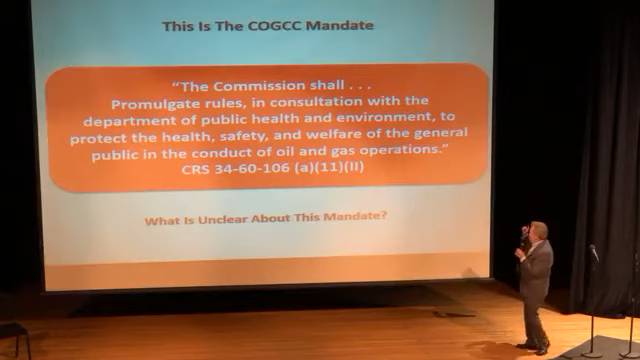 This Is The COGCC Mandate
"The Commission shall . . .
Promulgate rules, in consultation with the
department of public health and environment, to
protect the health, safety, and welfare of the general
public in the conduct of oil and gas operations."
CRS 34-60-106 (a)(11)(II)
What Is Unclear About This Mandate?